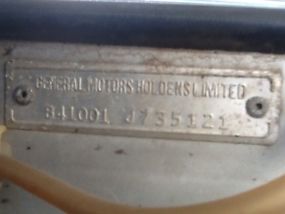 GENERAL MOTORS HOLDENS LIMITED
841001 J735121